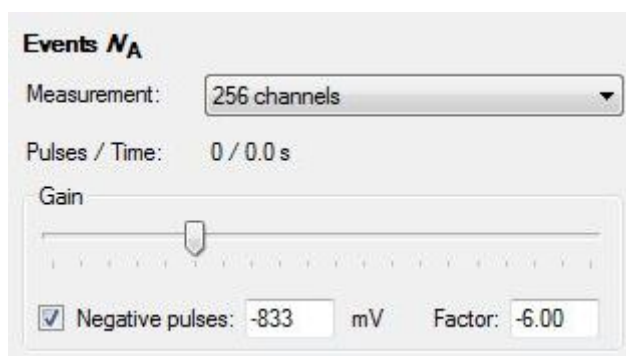 Events NA
Measurement: 256 channels
Pulses / Time: 0 / 0.0 s
Gain
Negative pulses: -833 mV Factor: -6.00